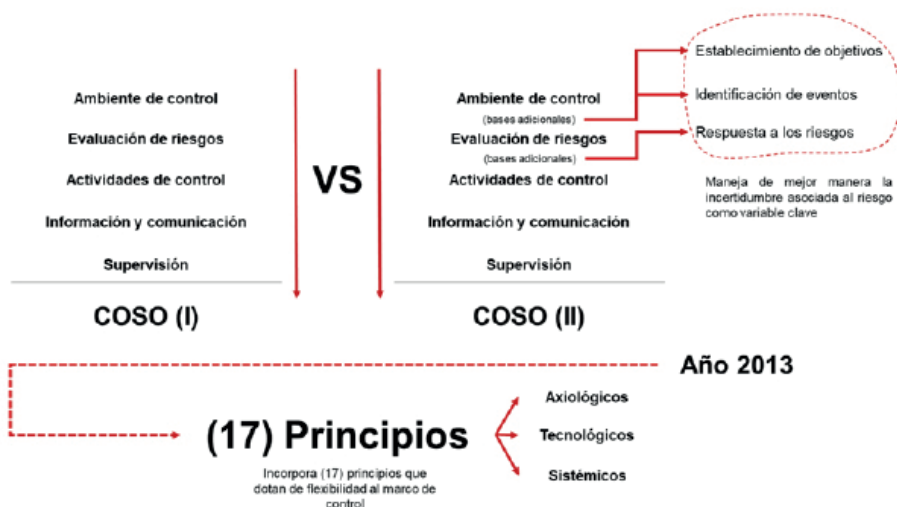 Ambiente de control
Evaluación de riesgos
Actividades de control
Información y comunicación
Supervisión
COSO (I)
VS
Ambiente de control
(bases adicionales)
Evaluación de riesgos
(bases adicionales)
Actividades de control
Información y comunicación
Supervisión
COSO (II)
Establecimiento de objetivos
Identificación de eventos
Respuesta a los riesgos
Maneja de mejor manera la
incertidumbre asociada al riesgo
como variable clave
Año 2013
(17) Principios
Incorpora (17) principios que
dotan de flexibilidad al marco de
control
Axiológicos
Tecnológicos
Sistémicos